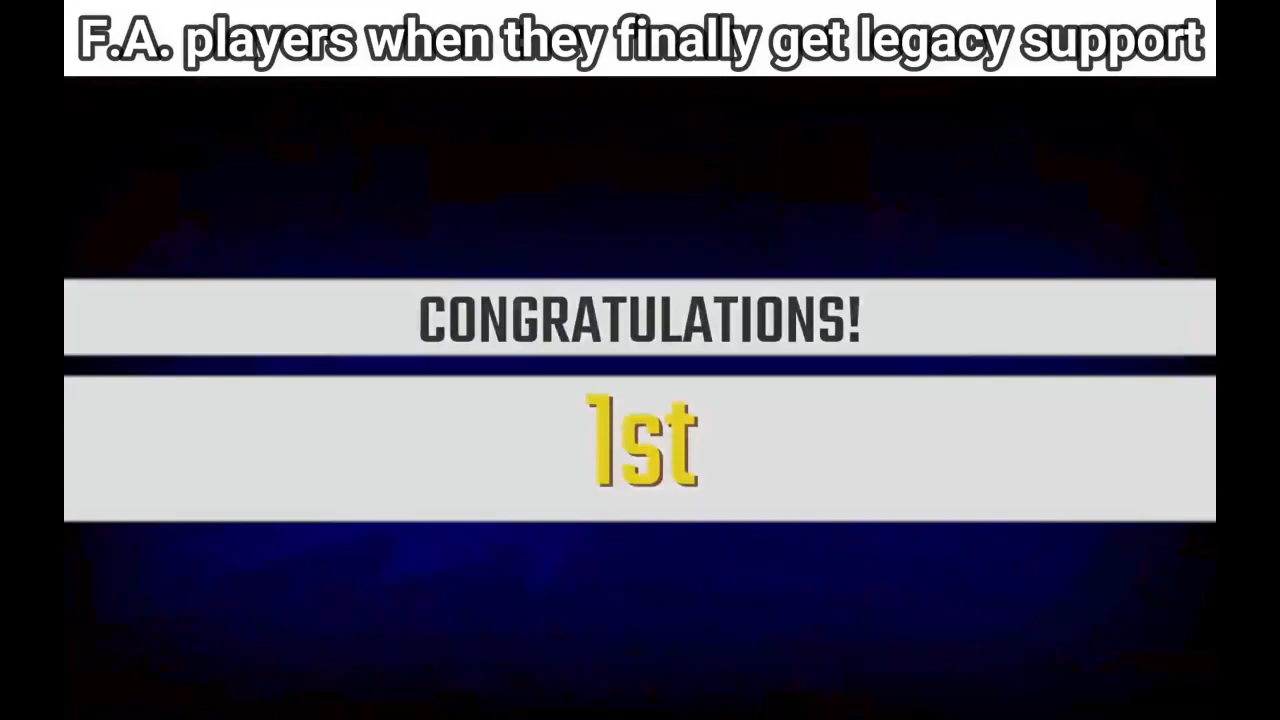 F.A. players when they finally get legacy support
CONGRATULATIONS!
1st